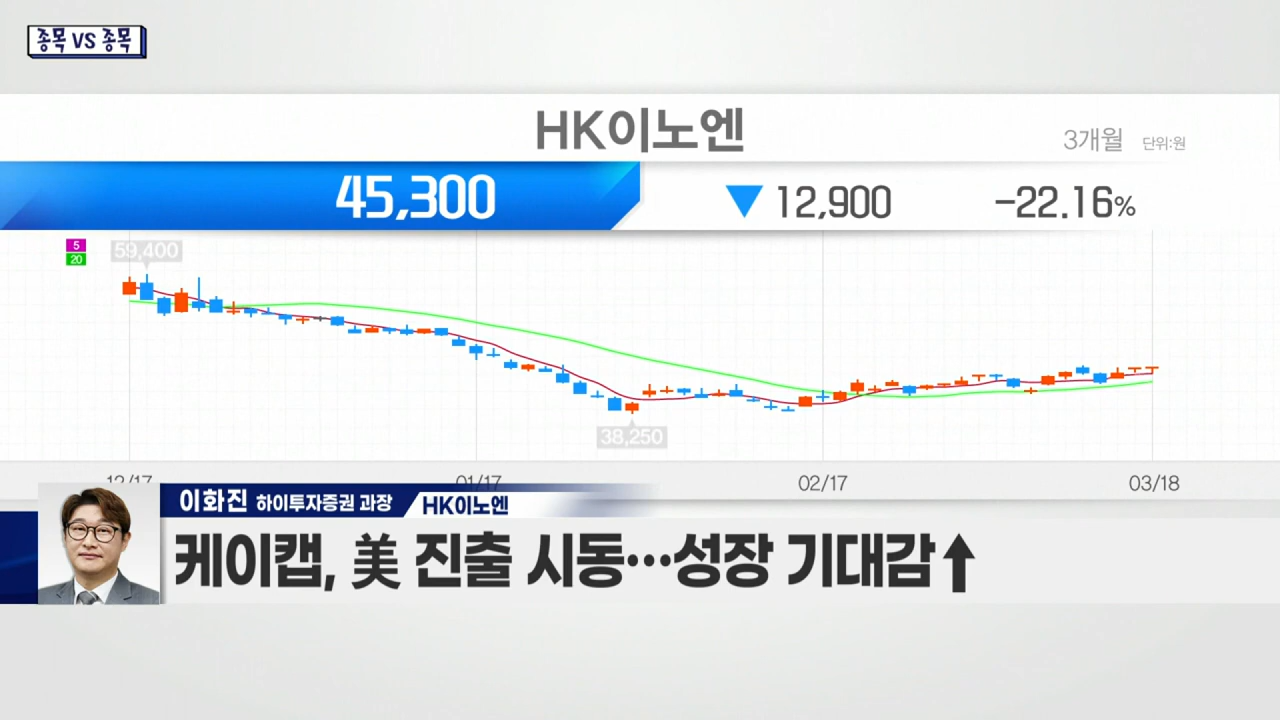 종목 VS 종목
HK이노엔
3개월 단위:원
45,300 ▼ 12,900 -22.16%
5
20
59,400
38,250
12/17 01/17 02/17 03/18
이화진 하이투자증권 과장 HK이노엔
케이캡, 美 진출 시동…성장 기대감↑